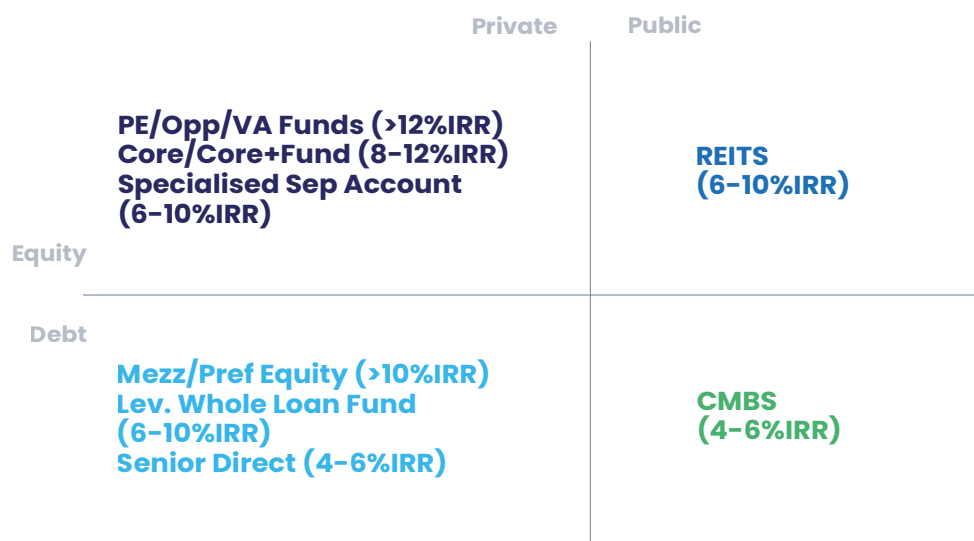 Private
Public
PE/Opp/VA Funds (>12%IRR)
Core/Core+Fund (8-12%IRR)
Specialised Sep Account
(6-10%IRR)
REITS
(6-10%IRR)
Equity
Debt
Mezz/Pref Equity (>10%IRR)
Lev. Whole Loan Fund
(6-10%IRR)
Senior Direct (4-6%IRR)
CMBS
(4-6%IRR)